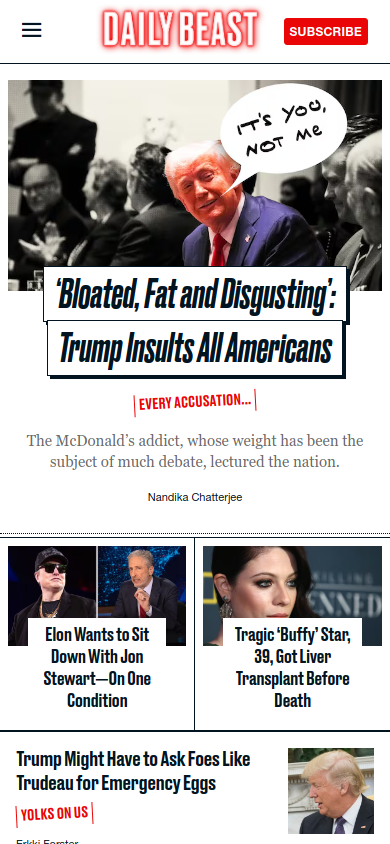 DAILY BEAST
SUBSCRIBE
IT'S YOU,
NOT ME
‘Bloated, Fat and Disgusting’:
Trump Insults All Americans
EVERY ACCUSATION...
The McDonald’s addict, whose weight has been the
subject of much debate, lectured the nation.
Nandika Chatterjee
Elon Wants to Sit
Down With Jon
Stewart—On One
Condition
Tragic ‘Buffy’ Star,
39, Got Liver
Transplant Before
Death
Trump Might Have to Ask Foes Like
Trudeau for Emergency Eggs
YOLKS ON US